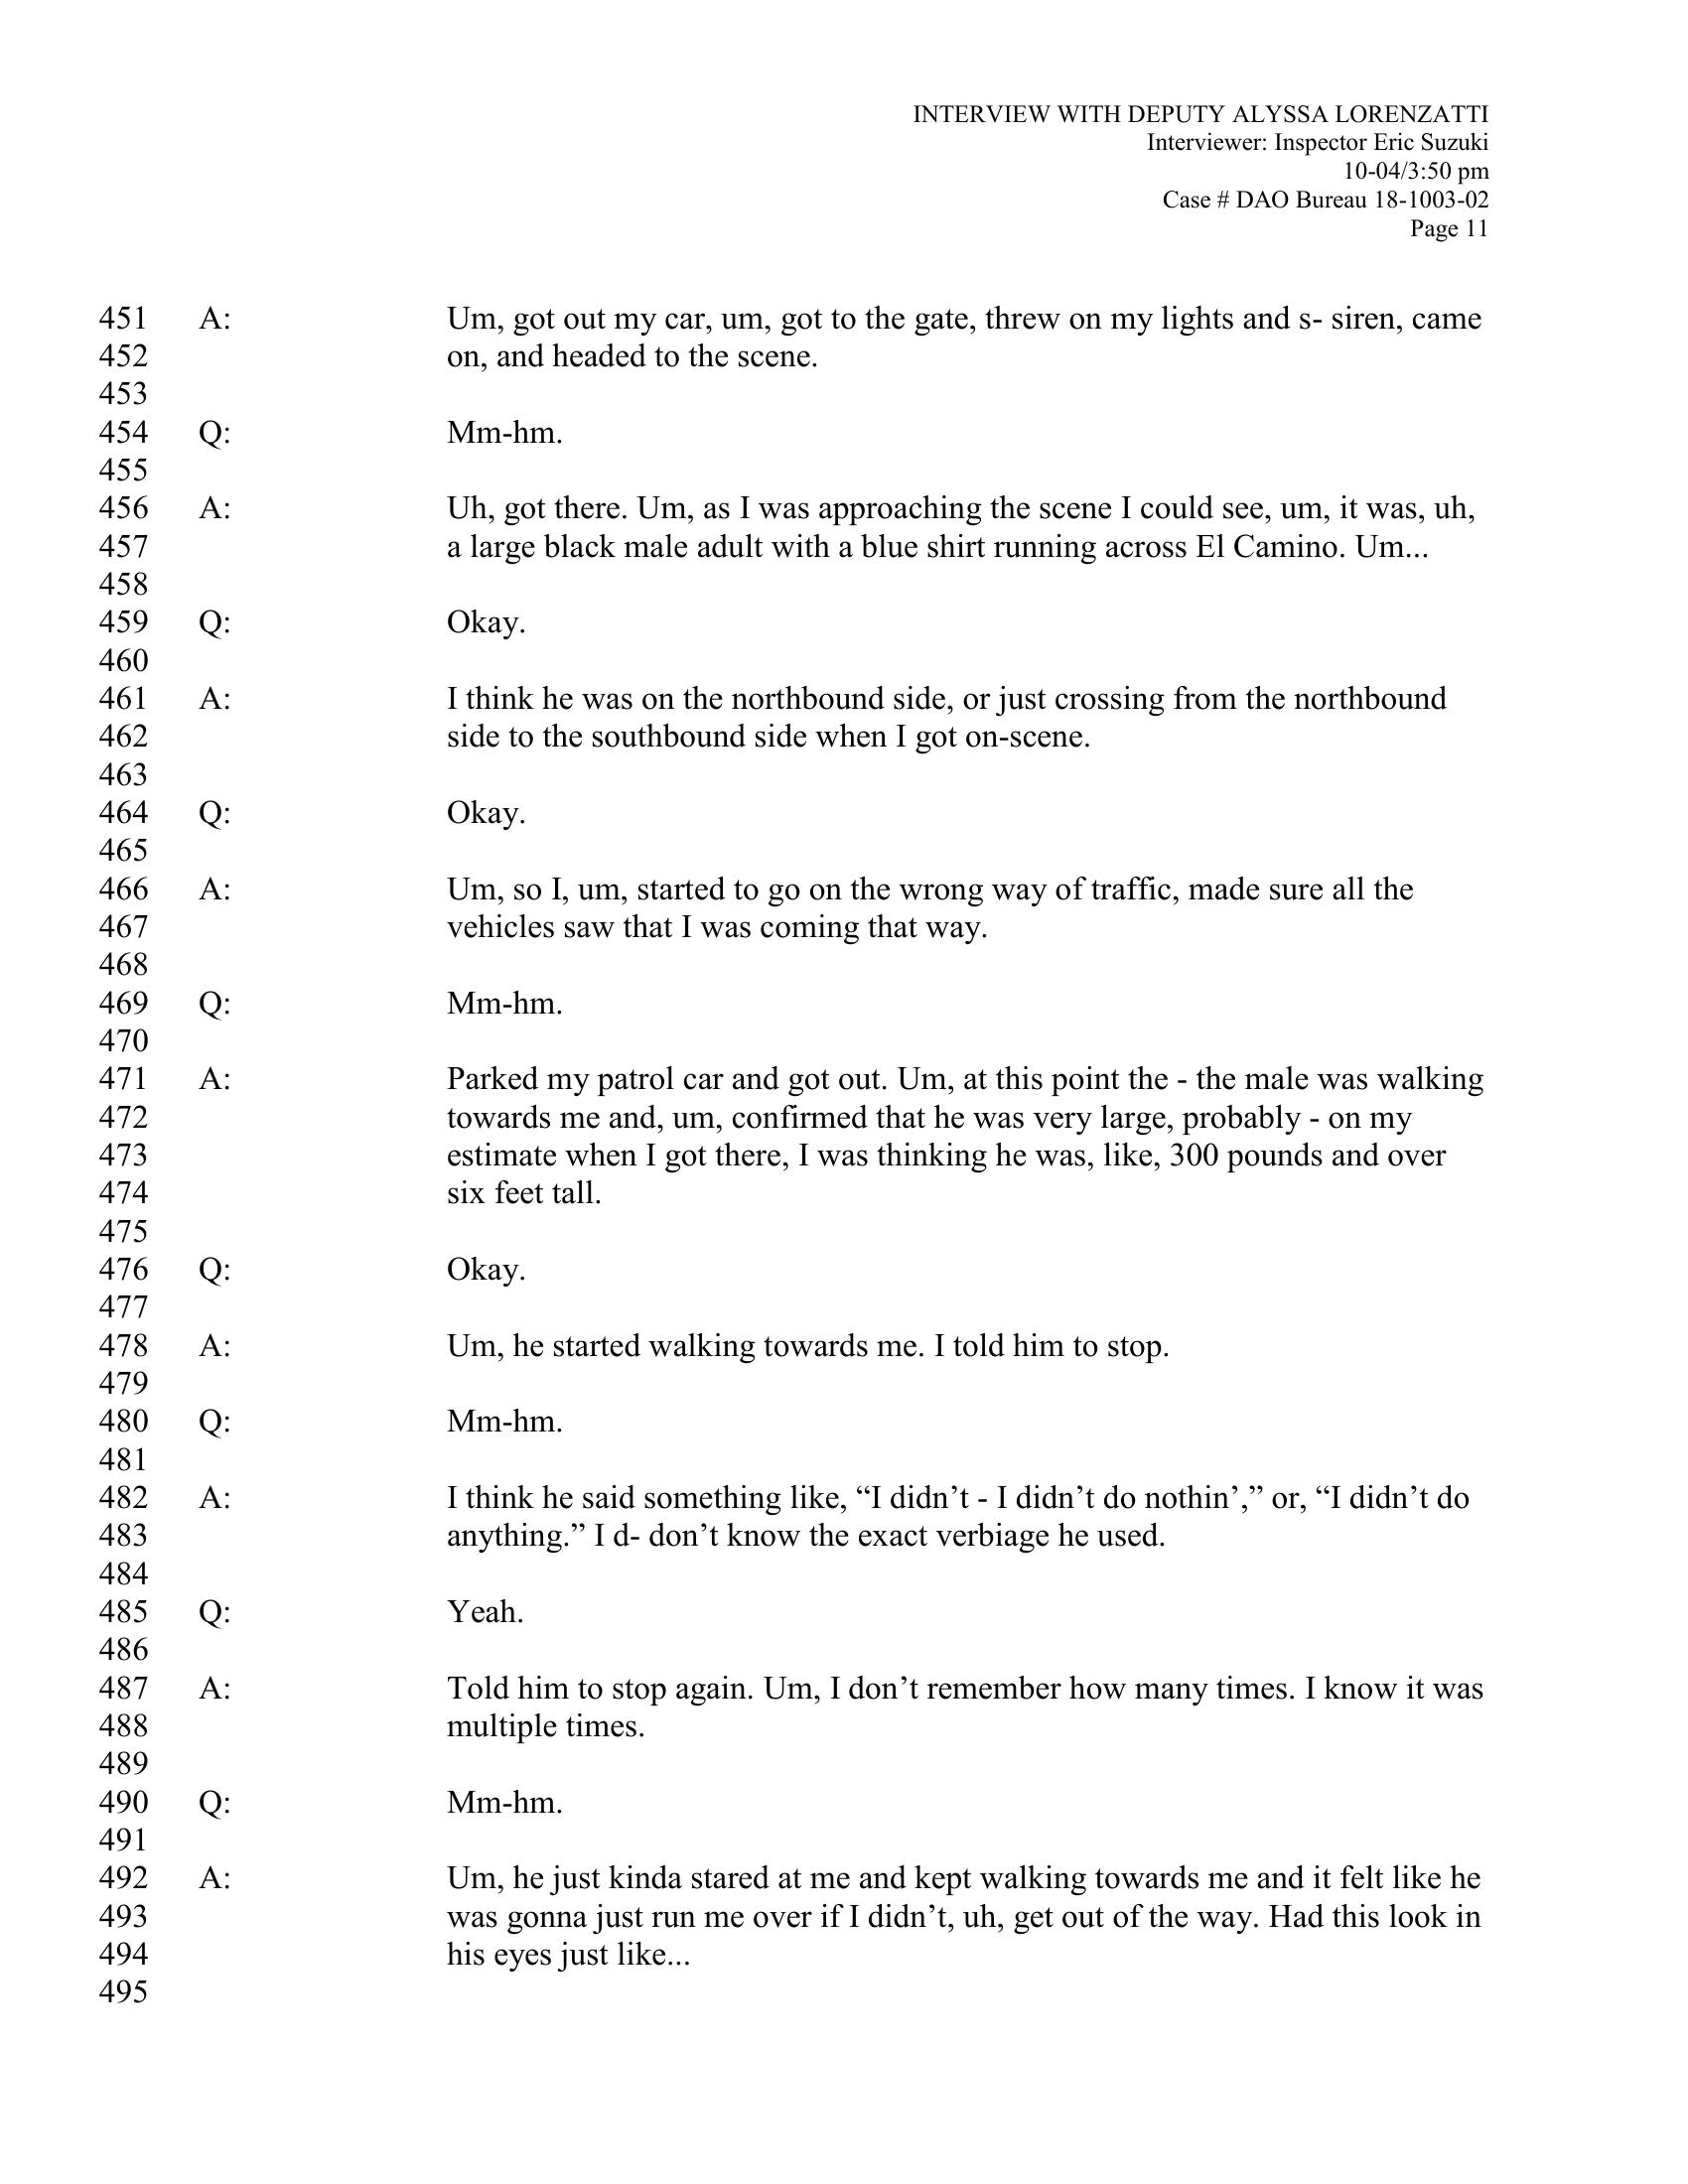 INTERVIEW WITH DEPUTY ALYSSA LORENZATTI
Interviewer: Inspector Eric Suzuki
10-04/3:50 pm
Case # DAO Bureau 18-1003-02
Page 11
451 A: Um, got out my car, um, got to the gate, threw on my lights and s- siren, came
452 on, and headed to the scene.
453
454 Q: Mm-hm.
455
456 A: Uh, got there. Um, as I was approaching the scene I could see, um, it was, uh,
457 a large black male adult with a blue shirt running across El Camino. Um...
458
459 Q: Okay.
460
461 A: I think he was on the northbound side, or just crossing from the northbound
462 side to the southbound side when I got on-scene.
463
464 Q: Okay.
465
466 A: Um, so I, um, started to go on the wrong way of traffic, made sure all the
467 vehicles saw that I was coming that way.
468
469 Q: Mm-hm.
470
471 A: Parked my patrol car and got out. Um, at this point the - the male was walking
472 towards me and, um, confirmed that he was very large, probably - on my
473 estimate when I got there, I was thinking he was, like, 300 pounds and over
474 six feet tall.
475
476 Q: Okay.
477
478 A: Um, he started walking towards me. I told him to stop.
479
480 Q: Mm-hm.
481
482 A: I think he said something like, “I didn’t - I didn’t do nothin’,” or, “I didn’t do
483 anything.” I d- don’t know the exact verbiage he used.
484
485 Q: Yeah.
486
487 A: Told him to stop again. Um, I don’t remember how many times. I know it was
488 multiple times.
489
490 Q: Mm-hm.
491
492 A: Um, he just kinda stared at me and kept walking towards me and it felt like he
493 was gonna just run me over if I didn’t, uh, get out of the way. Had this look in
494 his eyes just like...
495